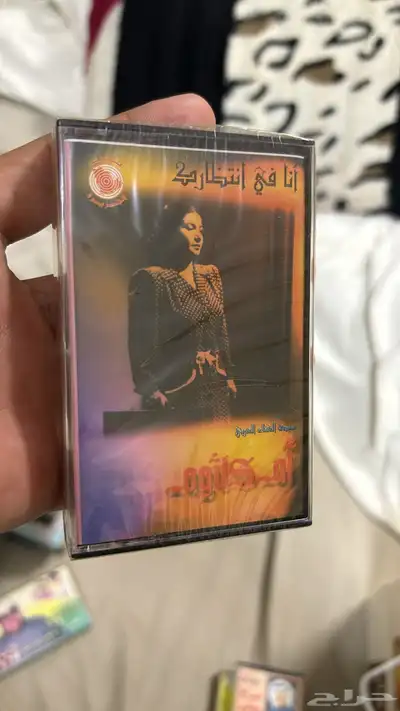 أنا في انتظارك
سيدة الغناء العربي
أم كلثوم
حراج